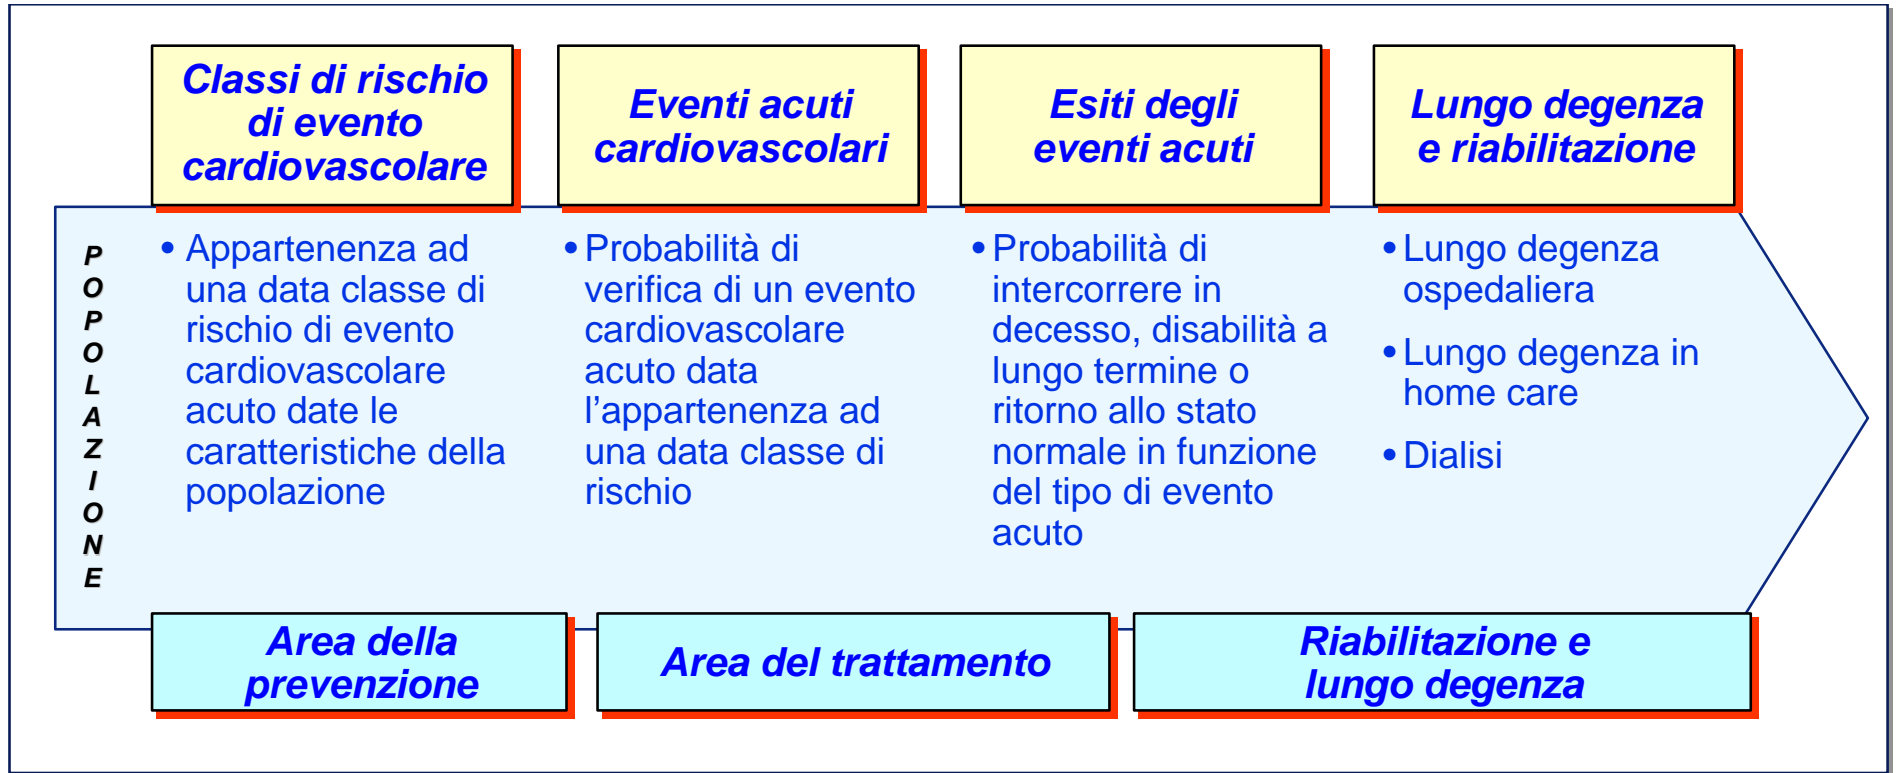 Classi di rischio
di evento
cardiovascolare
Eventi acuti
cardiovascolari
Esiti degli
eventi acuti
Lungo degenza
e riabilitazione
P
O
P
O
L
A
Z
I
O
N
E
• Appartenenza ad
una data classe di
rischio di evento
cardiovascolare
acuto date le
caratteristiche della
popolazione
• Probabilità di
verifica di un evento
cardiovascolare
acuto data
l’appartenenza ad
una data classe di
rischio
• Probabilità di
intercorrere in
decesso, disabilità a
lungo termine o
ritorno allo stato
normale in funzione
del tipo di evento
acuto
• Lungo degenza
ospedaliera
• Lungo degenza in
home care
• Dialisi
Area della
prevenzione
Area del trattamento
Riabilitazione e
lungo degenza